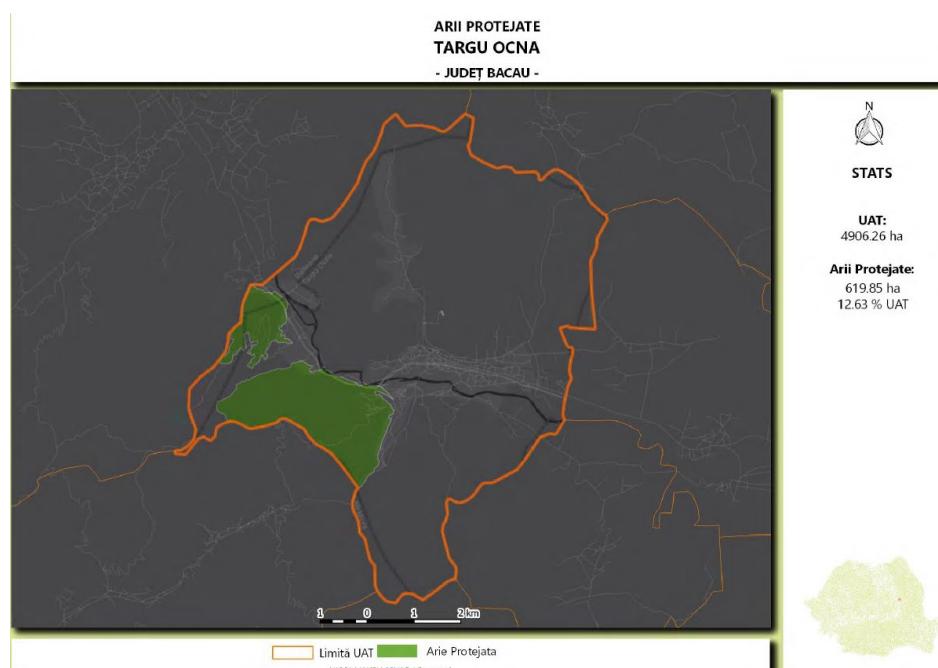 ARII PROTEJATE
TARGU OCNA
- JUDEȚ BACAU -
N
STATS
UAT:
4906.26 ha
Arii Protejate:
619.85 ha
12.63 % UAT
1 0 1 2 km
Limită UAT
Arie Protejata